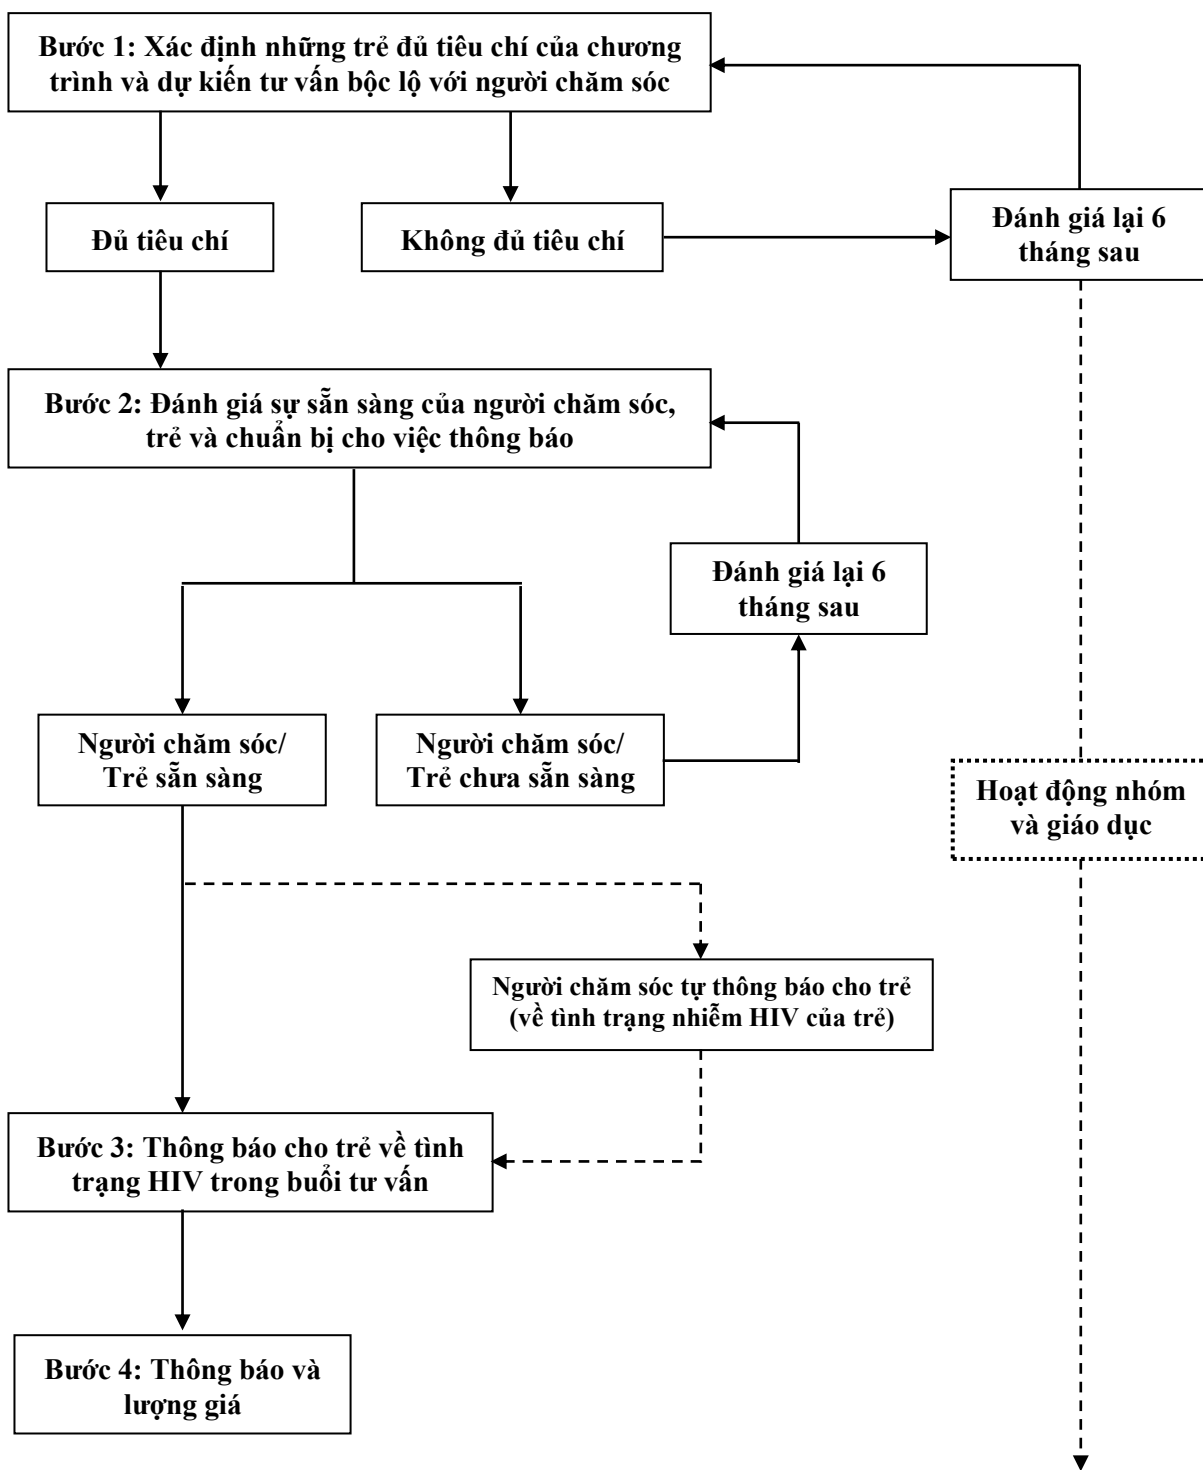 Bước 1: Xác định những trẻ đủ tiêu chí của chương
trình và dự kiến tư vấn bộc lộ với người chăm sóc
Đủ tiêu chí
Không đủ tiêu chí
Đánh giá lại 6
tháng sau
Bước 2: Đánh giá sự sẵn sàng của người chăm sóc,
trẻ và chuẩn bị cho việc thông báo
Đánh giá lại 6
tháng sau
Người chăm sóc/
Trẻ sẵn sàng
Người chăm sóc/
Trẻ chưa sẵn sàng
Hoạt động nhóm
và giáo dục
Người chăm sóc tự thông báo cho trẻ
(về tình trạng nhiễm HIV của trẻ)
Bước 3: Thông báo cho trẻ về tình
trạng HIV trong buổi tư vấn
Bước 4: Thông báo và
lượng giá